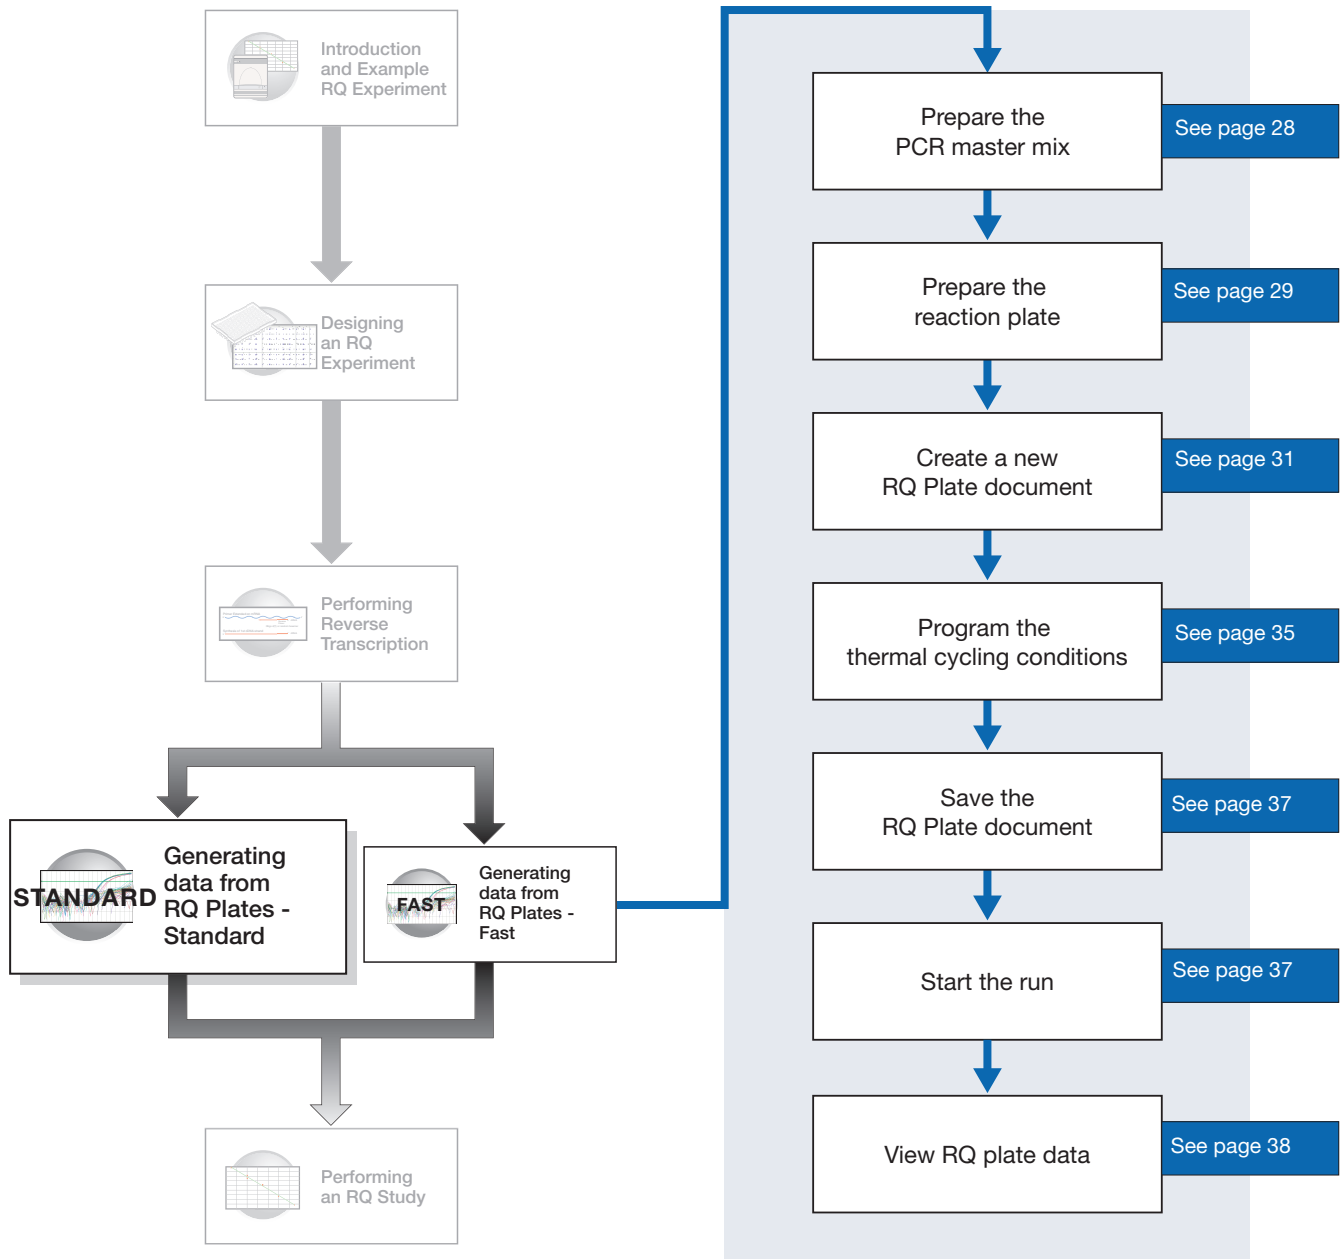 Introduction
and Example
RQ Experiment
Designing
an RQ
Experiment
Performing
Reverse
Transcription
STANDARD
Generating
data from
RQ Plates -
Standard
FAST
Generating
data from
RQ Plates -
Fast
Performing
an RQ Study
Prepare the
PCR master mix
See page 28
Prepare the
reaction plate
See page 29
Create a new
RQ Plate document
See page 31
Program the
thermal cycling conditions
See page 35
Save the
RQ Plate document
See page 37
Start the run
See page 37
View RQ plate data
See page 38